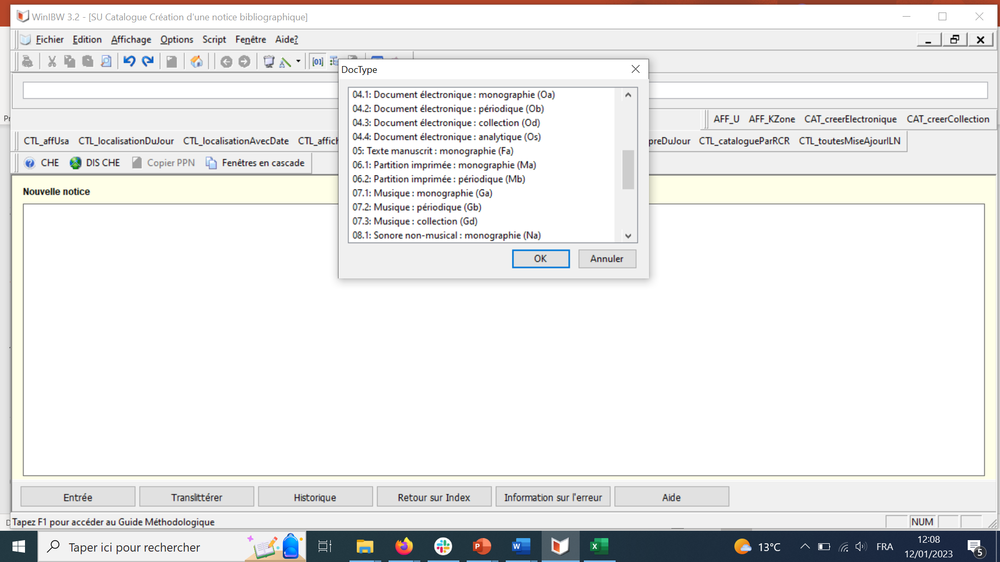 WinIBW 3.2 - [SU Catalogue Création d'une notice bibliographique]
Fichier Edition Affichage Options Script Fenêtre Aide?
[01]
DocType
04.1: Document électronique : monographie (Oa)
04.2: Document électronique : périodique (Ob)
04.3: Document électronique : collection (Od)
04.4: Document électronique : analytique (Os)
05: Texte manuscrit : monographie (Fa)
06.1: Partition imprimée : monographie (Ma)
06.2: Partition imprimée : périodique (Mb)
07.1: Musique : monographie (Ga)
07.2: Musique : périodique (Gb)
07.3: Musique : collection (Gd)
08.1: Sonore non-musical : monographie (Na)
OK Annuler
AFF_U AFF_KZone CAT_creerElectronique CAT_creerCollection
CTL_affUsa CTL_localisationDuJour CTL_localisationAvecDate CTL_affich preDuJour CTL_catalogueParRCR CTL_toutesMiseAjourILN
CHE DIS CHE Copier PPN Fenêtres en cascade
Nouvelle notice
Entrée Translittérer Historique Retour sur Index Information sur l'erreur Aide
Tapez F1 pour accéder au Guide Méthodologique NUM
Taper ici pour rechercher 13°C FRA 12:08
12/01/2023 5